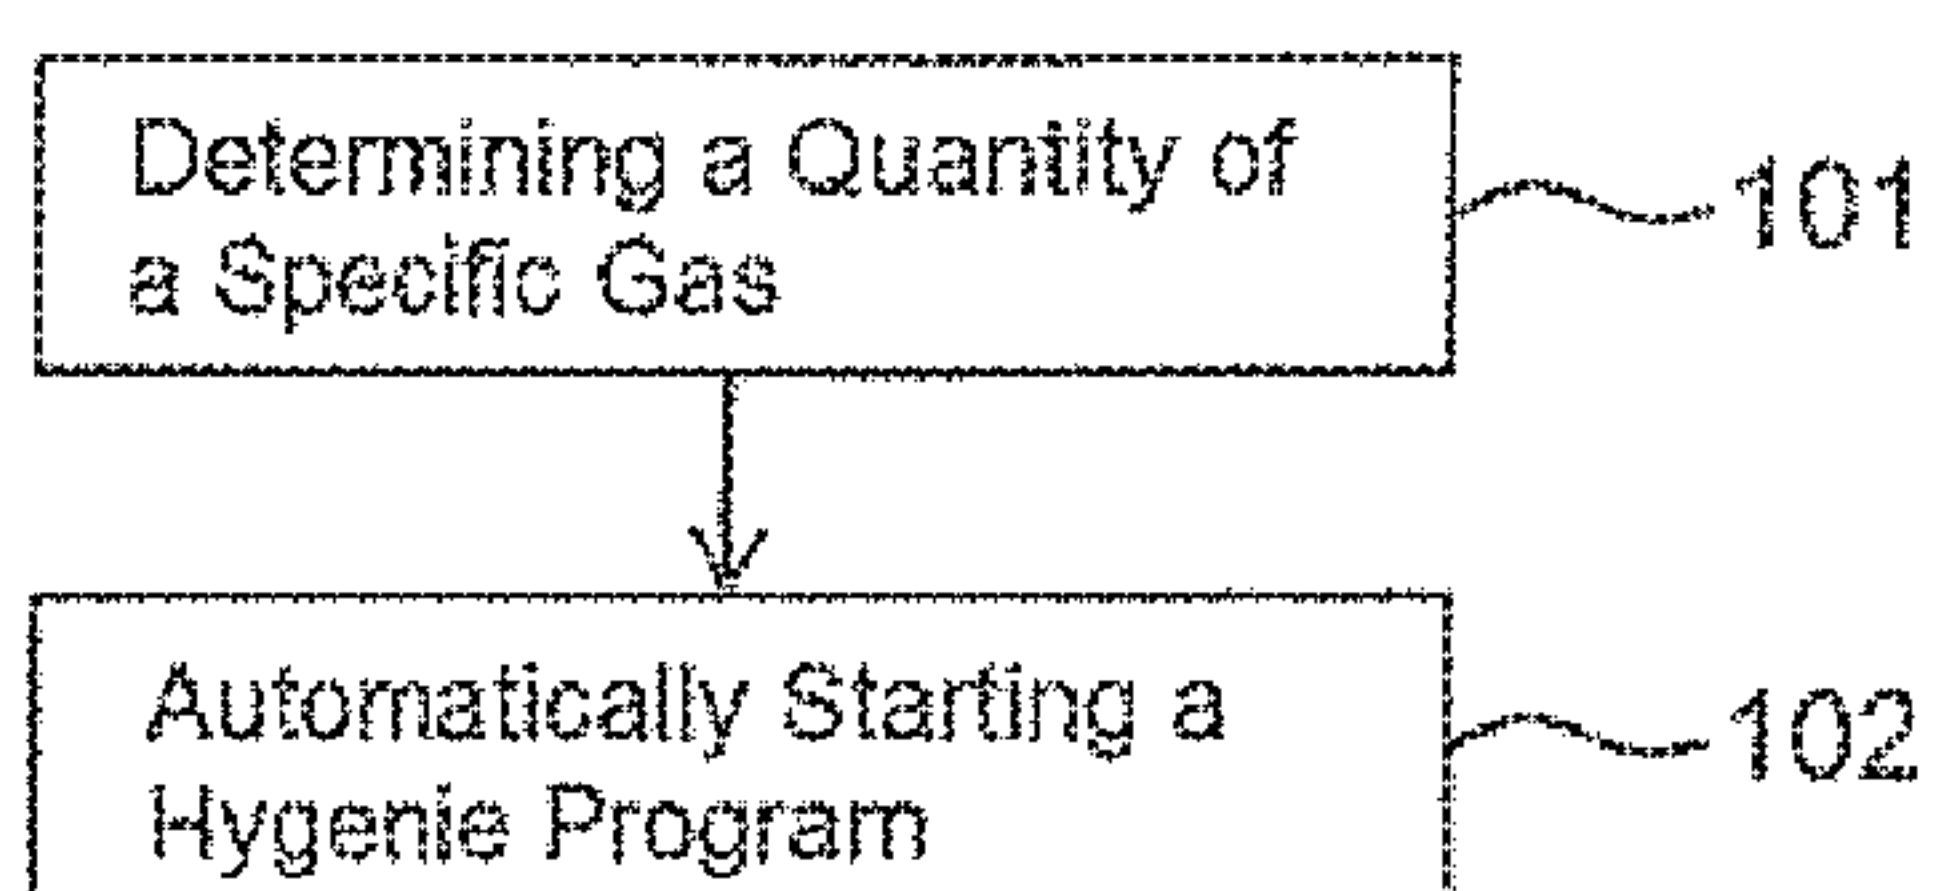 Determining a Quantity of
a Specific Gas
101
Automatically Starting a
Hygenie Program
102